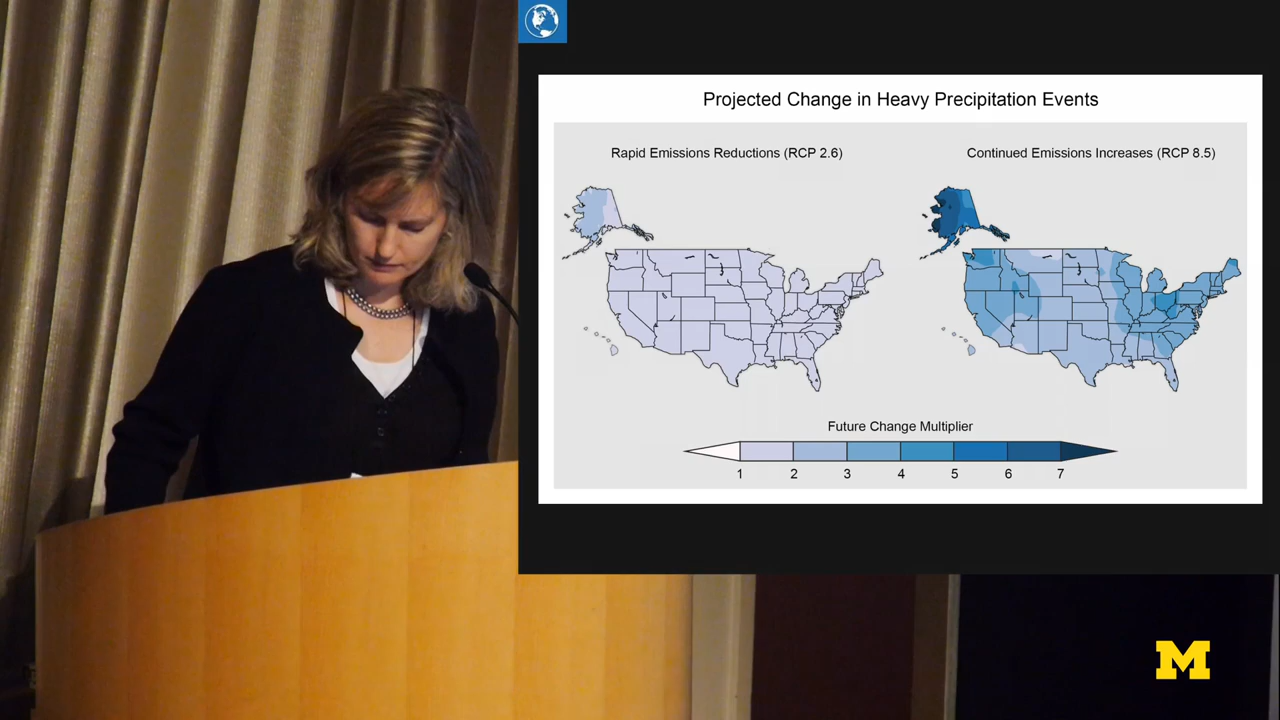 Projected Change in Heavy Precipitation Events
Rapid Emissions Reductions (RCP 2.6)
Continued Emissions Increases (RCP 8.5)
Future Change Multiplier
1 2 3 4 5 6 7
M